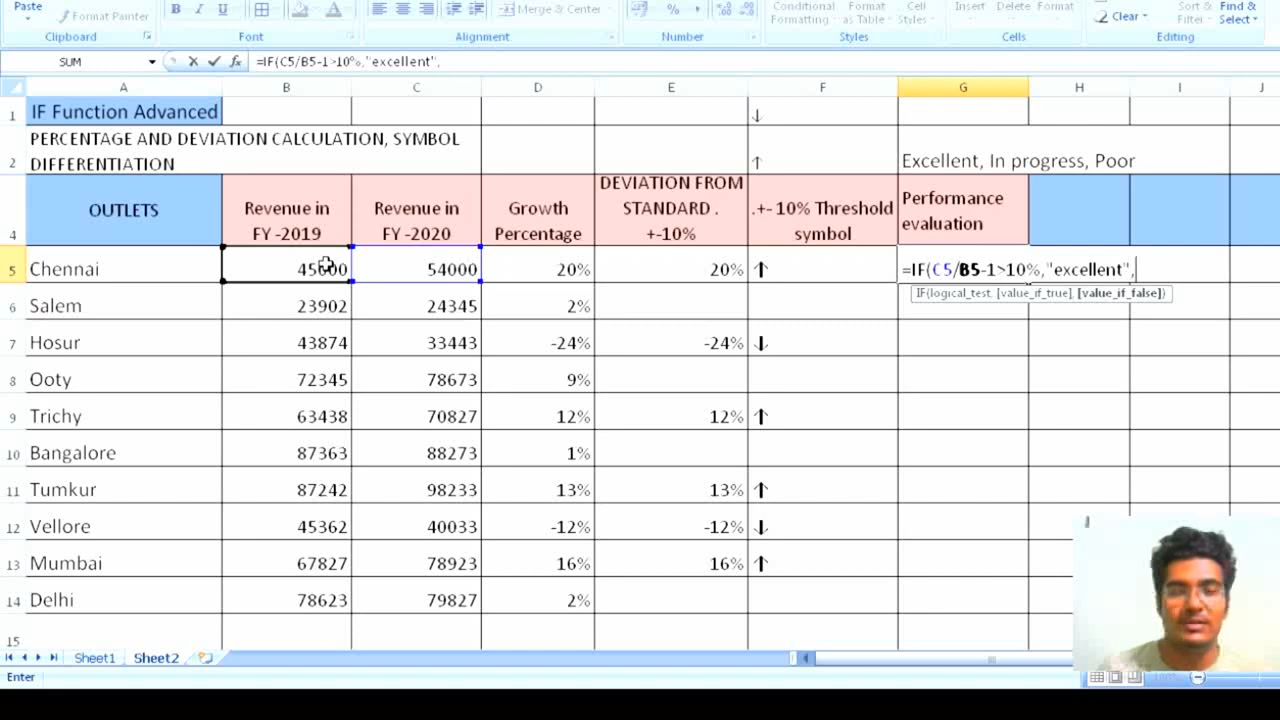 Paste
Format Painter
B I U
Merge & Center
%
Conditional Formatting
Format as Table
Cell Styles
Insert Delete Format
Clear
Sort & Filter
Find & Select
Clipboard Font Alignment Number Styles Cells Editing
SUM fx =IF(C5/B5-1>10%,"excellent",
A B C D E F G H I J
1 IF Function Advanced ↓
PERCENTAGE AND DEVIATION CALCULATION, SYMBOL
2 DIFFERENTIATION ↑ Excellent, In progress, Poor
4 OUTLETS
Revenue in
FY -2019
Revenue in
FY -2020
Growth
Percentage
DEVIATION FROM
STANDARD .
+-10%
.+- 10% Threshold
symbol
Performance
evaluation
5 Chennai 45000 54000 20% 20% ↑ =IF(C5/B5-1>10%,"excellent",
IF(logical_test, [value_if_true], [value_if_false])
6 Salem 23902 24345 2%
7 Hosur 43874 33443 -24% -24% ↓
8 Ooty 72345 78673 9%
9 Trichy 63438 70827 12% 12% ↑
10 Bangalore 87363 88273 1%
11 Tumkur 87242 98233 13% 13% ↑
12 Vellore 45362 40033 -12% -12% ↓
13 Mumbai 67827 78923 16% 16% ↑
14 Delhi 78623 79827 2%
15
Sheet1 Sheet2
Enter